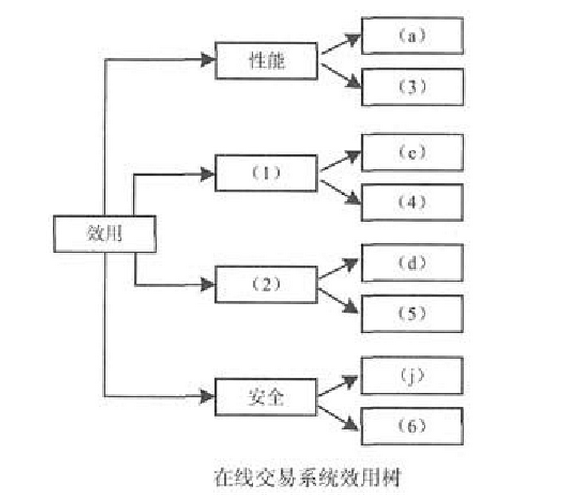 (a)
性能
(3)
(e)
(1)
(4)
效用
(d)
(2)
(5)
(j)
安全
(6)
在线交易系统效用树